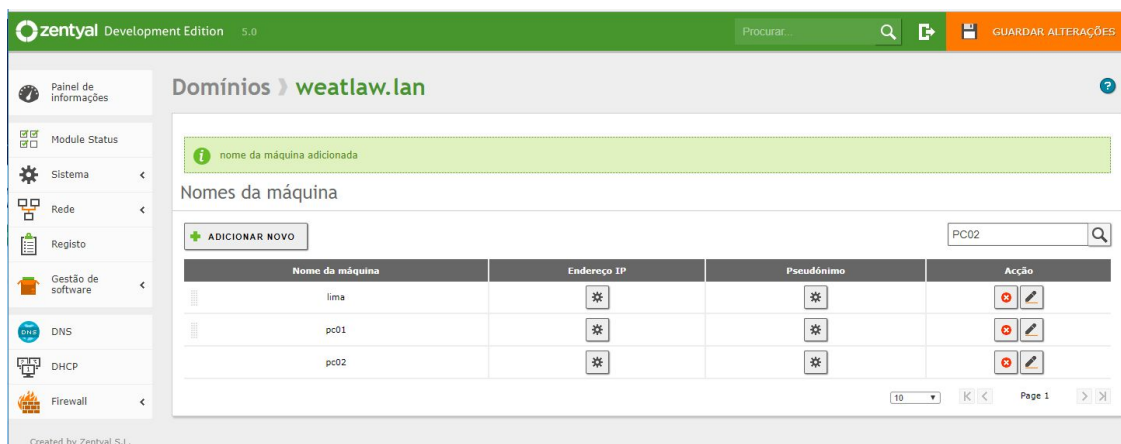 zentyal Development Edition 5.0
Procurar...
GUARDAR ALTERAÇÕES
Painel de informações
Module Status
Sistema
Rede
Registo
Gestão de software
DNS
DHCP
Firewall
Created by Zentyal S.L.
Domínios weatlaw.lan
nome da máquina adicionada
Nomes da máquina
ADICIONAR NOVO
PC02
Nome da máquina Endereço IP Pseudónimo Acção
lima
pc01
pc02
10 Page 1